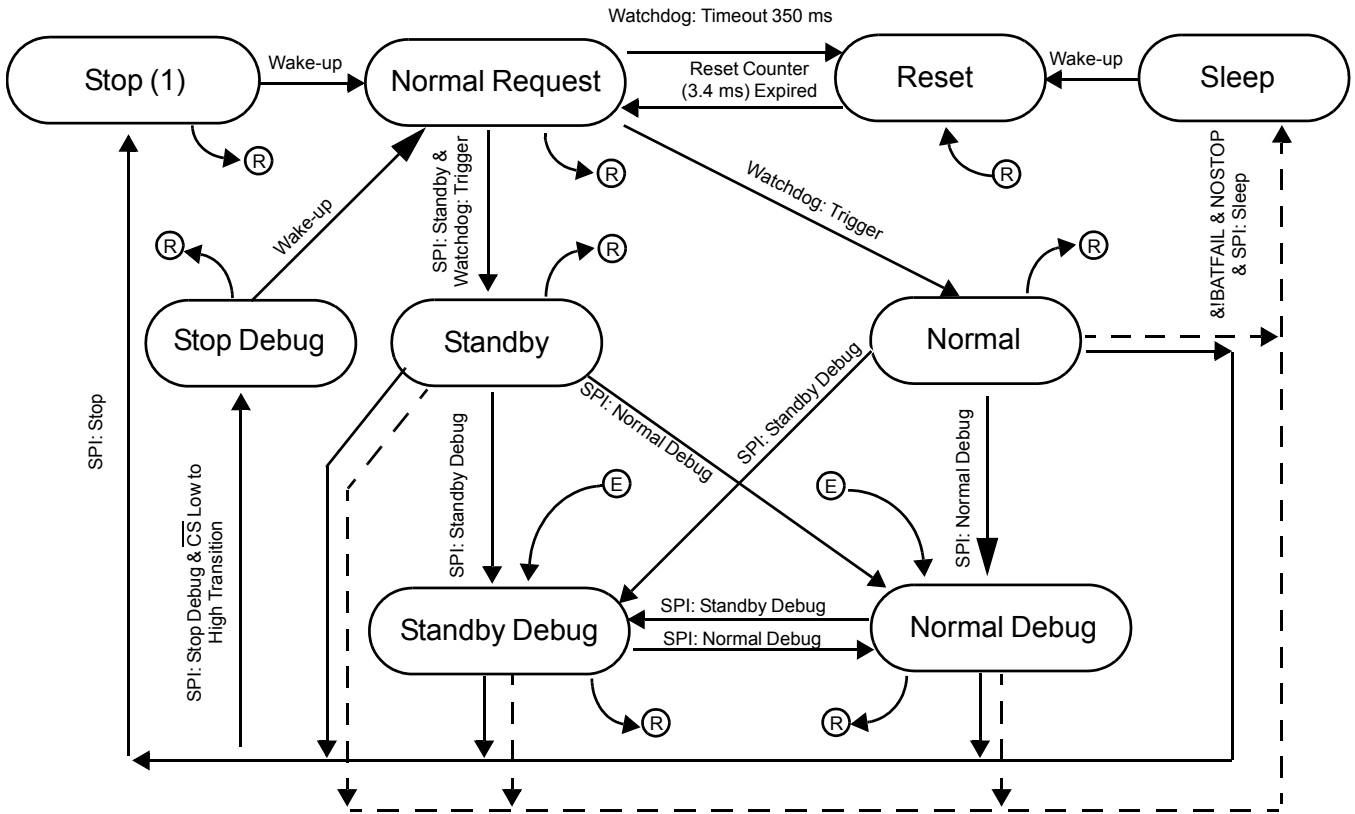 Watchdog: Timeout 350 ms
Stop (1)
Wake-up
Normal Request
Reset Counter
(3.4 ms) Expired
Reset
Wake-up
Sleep
R
R
R
SPI: Standby &
Watchdog: Trigger
Watchdog: Trigger
&!BATFAIL & NOSTOP
& SPI: Sleep
Wake-up
R
R
R
Stop Debug
Standby
Normal
SPI: Stop
SPI: Stop Debug & CS Low to
High Transition
SPI: Standby Debug
SPI: Normal Debug
SPI: Standby Debug
SPI: Normal Debug
E
E
Standby Debug
SPI: Standby Debug
SPI: Normal Debug
Normal Debug
R
R